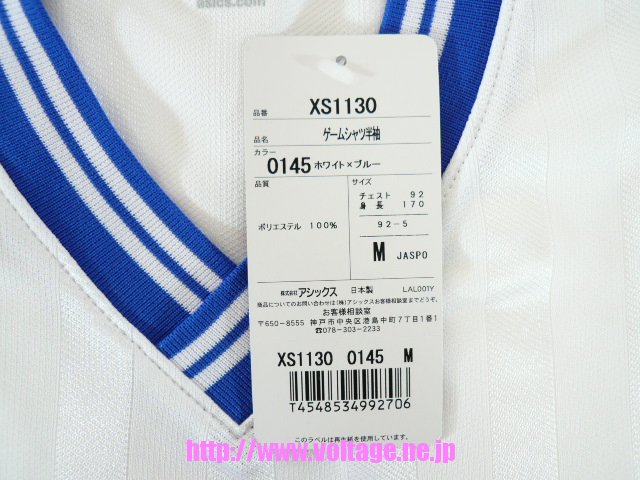 asics.com
品番 XS1130
品名 ゲームシャツ半袖
カラー
0145 ホワイト×ブルー
品質
ポリエステル 100%
サイズ
チェスト 92
身長 170
92-5
M JASPO
株式会社 アシックス 日本製 LAL001Y
商品についてのお問い合わせは(株)アシックスお客様相談室までどうぞ。
お客様相談室
〒650-8555 神戸市中央区港島中町7丁目1番1
☎078-303-2233
XS1130 0145 M
T4548534992706
このラベルは再生紙を使用しています。
http://www.voltage.ne.jp